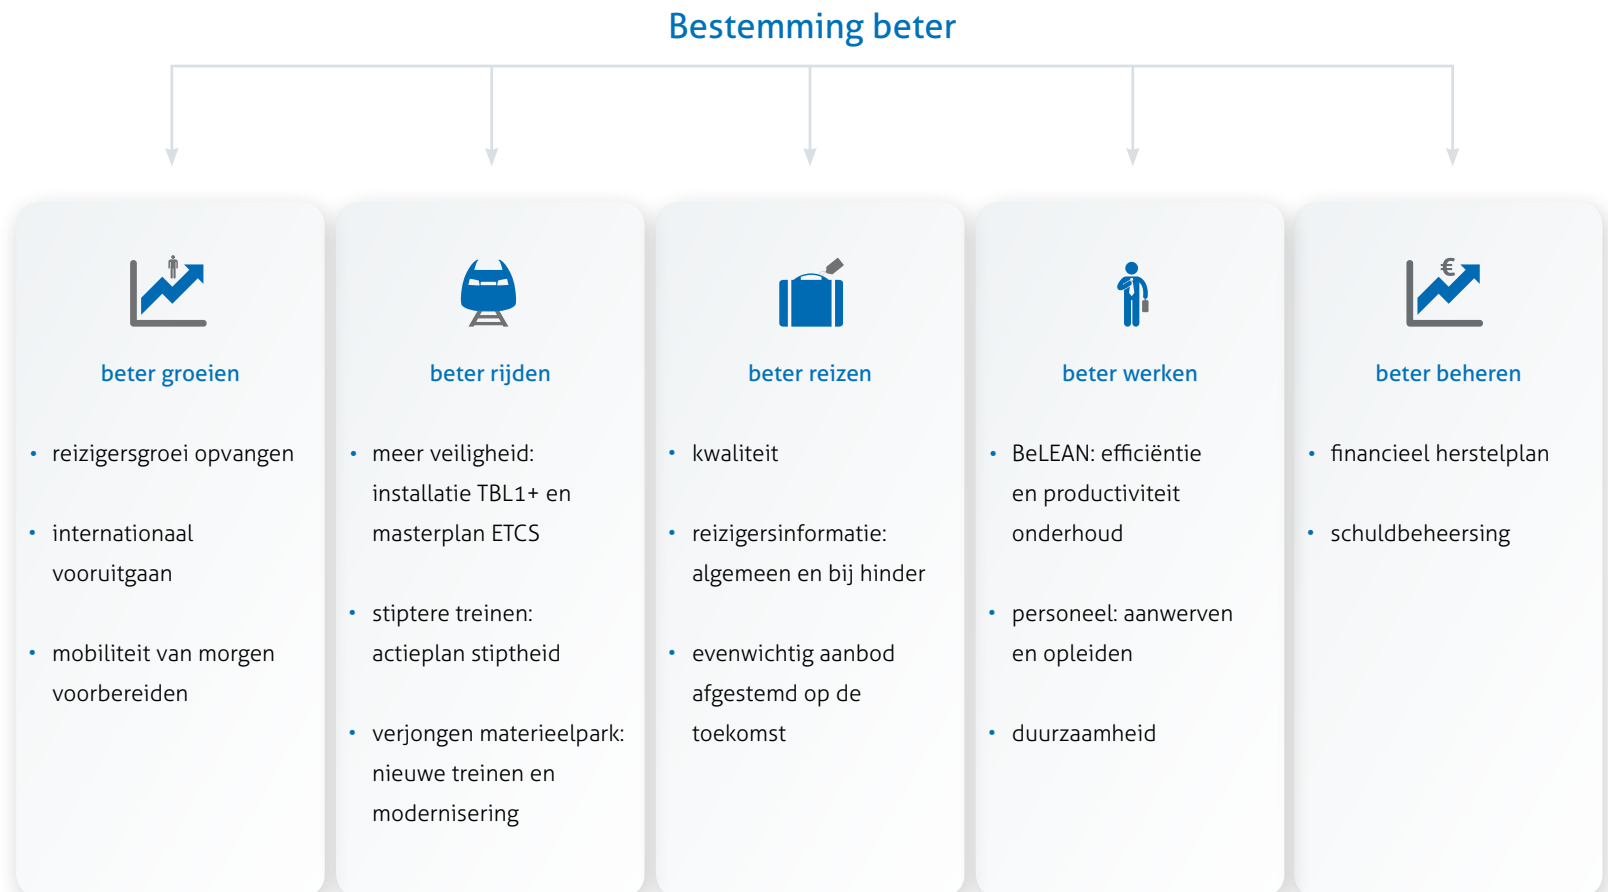 Bestemming beter
beter groeien
• reizigersgroei opvangen
• internationaal
vooruitgaan
• mobiliteit van morgen
voorbereiden
beter rijden
• meer veiligheid:
installatie TBL1+ en
masterplan ETCS
• stiptere treinen:
actieplan stiptheid
• verjongen materieelpark:
nieuwe treinen en
modernisering
beter reizen
• kwaliteit
• reizigersinformatie:
algemeen en bij hinder
• evenwichtig aanbod
afgestemd op de
toekomst
beter werken
• BeLEAN: efficiëntie
en productiviteit
onderhoud
• personeel: aanwerven
en opleiden
• duurzaamheid
€
beter beheren
• financieel herstelplan
• schuldbeheersing